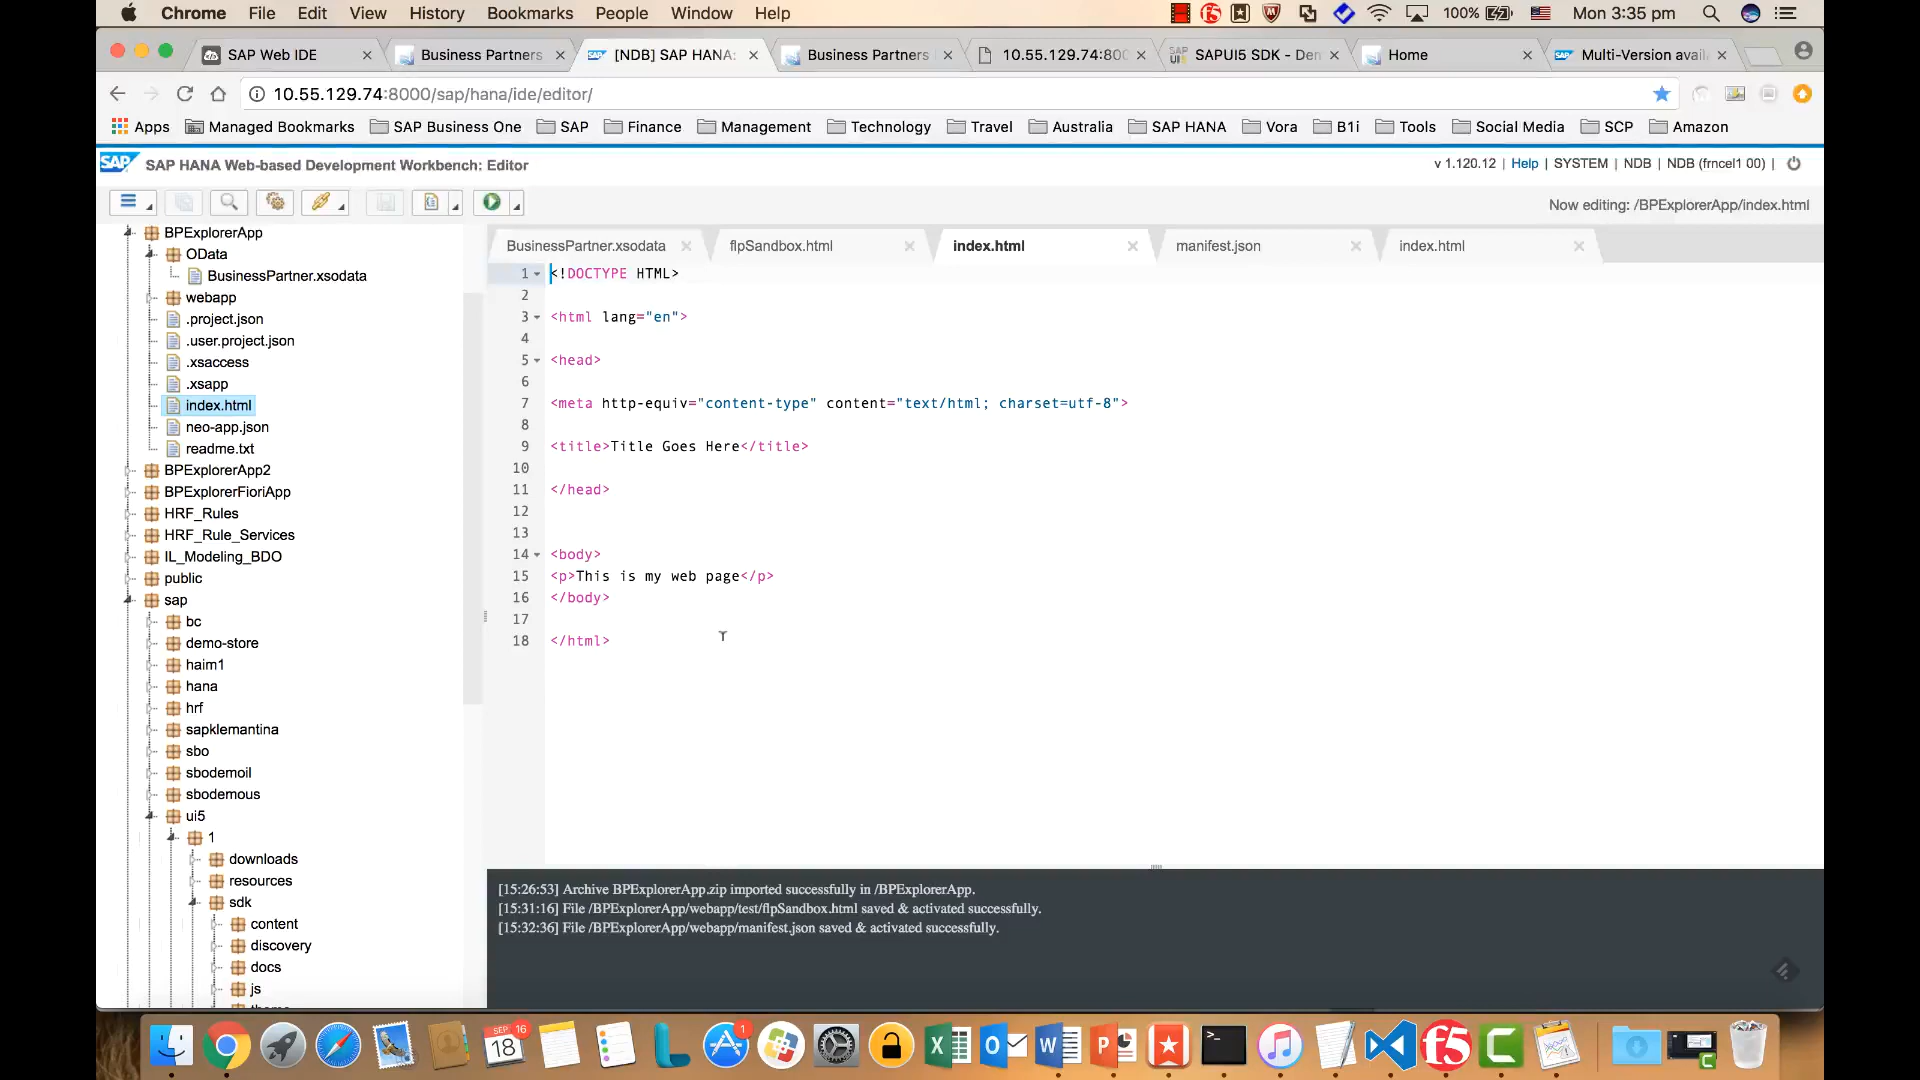 Chrome File Edit View History Bookmarks People Window Help 100% Mon 3:35 pm
SAP Web IDE Business Partners [NDB] SAP HANA: Business Partners 10.55.129.74:800 SAPUI5 SDK - Den Home Multi-Version avail
10.55.129.74:8000/sap/hana/ide/editor/
Apps Managed Bookmarks SAP Business One SAP Finance Management Technology Travel Australia SAP HANA Vora B1i Tools Social Media SCP Amazon
SAP SAP HANA Web-based Development Workbench: Editor v 1.120.12 | Help | SYSTEM | NDB | NDB (frncel1 00) |
Now editing: /BPExplorerApp/index.html
BPExplorerApp
OData
BusinessPartner.xsodata
webapp
.project.json
.user.project.json
.xsaccess
.xsapp
index.html
neo-app.json
readme.txt
BPExplorerApp2
BPExplorerFioriApp
HRF_Rules
HRF_Rule_Services
IL_Modeling_BDO
public
sap
bc
demo-store
haim1
hana
hrf
sapklemantina
sbo
sbodemoil
sbodemous
ui5
1
downloads
resources
sdk
content
discovery
docs
js
BusinessPartner.xsodata flpSandbox.html index.html manifest.json index.html
1 <!DOCTYPE HTML>
2
3 <html lang="en">
4
5 <head>
6
7 <meta http-equiv="content-type" content="text/html; charset=utf-8">
8
9 <title>Title Goes Here</title>
10
11 </head>
12
13
14 <body>
15 <p>This is my web page</p>
16 </body>
17
18 </html>
[15:26:53] Archive BPExplorerApp.zip imported successfully in /BPExplorerApp.
[15:31:16] File /BPExplorerApp/webapp/test/flpSandbox.html saved & activated successfully.
[15:32:36] File /BPExplorerApp/webapp/manifest.json saved & activated successfully.
SEP 16
18
1